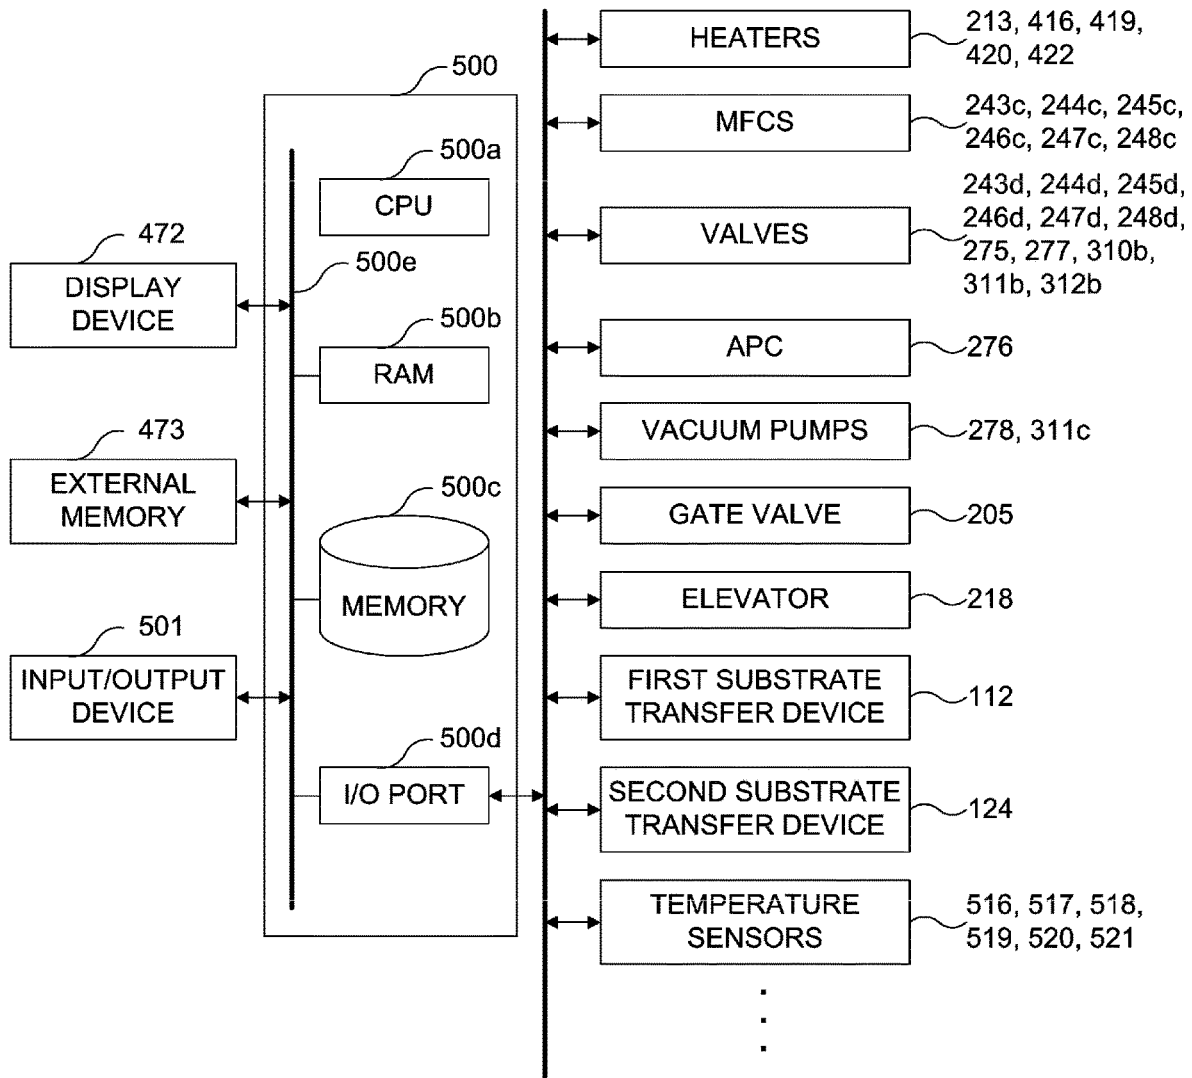 500
500a
CPU
472
DISPLAY
DEVICE
500e
500b
RAM
473
EXTERNAL
MEMORY
500c
MEMORY
501
INPUT/OUTPUT
DEVICE
500d
I/O PORT
HEATERS
213, 416, 419,
420, 422
MFCS
243c, 244c, 245c,
246c, 247c, 248c
VALVES
243d, 244d, 245d,
246d, 247d, 248d,
275, 277, 310b,
311b, 312b
APC
276
VACUUM PUMPS
278, 311c
GATE VALVE
205
ELEVATOR
218
FIRST SUBSTRATE
TRANSFER DEVICE
112
SECOND SUBSTRATE
TRANSFER DEVICE
124
TEMPERATURE
SENSORS
516, 517, 518,
519, 520, 521